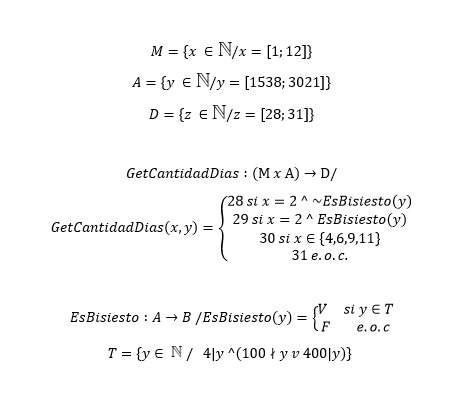 M = {x ∈ ℕ/x = [1; 12]}
A = {y ∈ ℕ/y = [1538; 3021]}
D = {z ∈ ℕ/z = [28; 31]}
GetCantidadDias : (M x A) → D/
GetCantidadDias(x, y) = {
28 si x = 2 ^ ~EsBisiesto(y)
29 si x = 2 ^ EsBisiesto(y)
30 si x ∈ {4,6,9,11}
31 e. o. c.
EsBisiesto : A → B /EsBisiesto(y) = {
V si y ∈ T
F e. o. c
T = {y ∈ ℕ / 4|y ^(100 ł y v 400|y)}